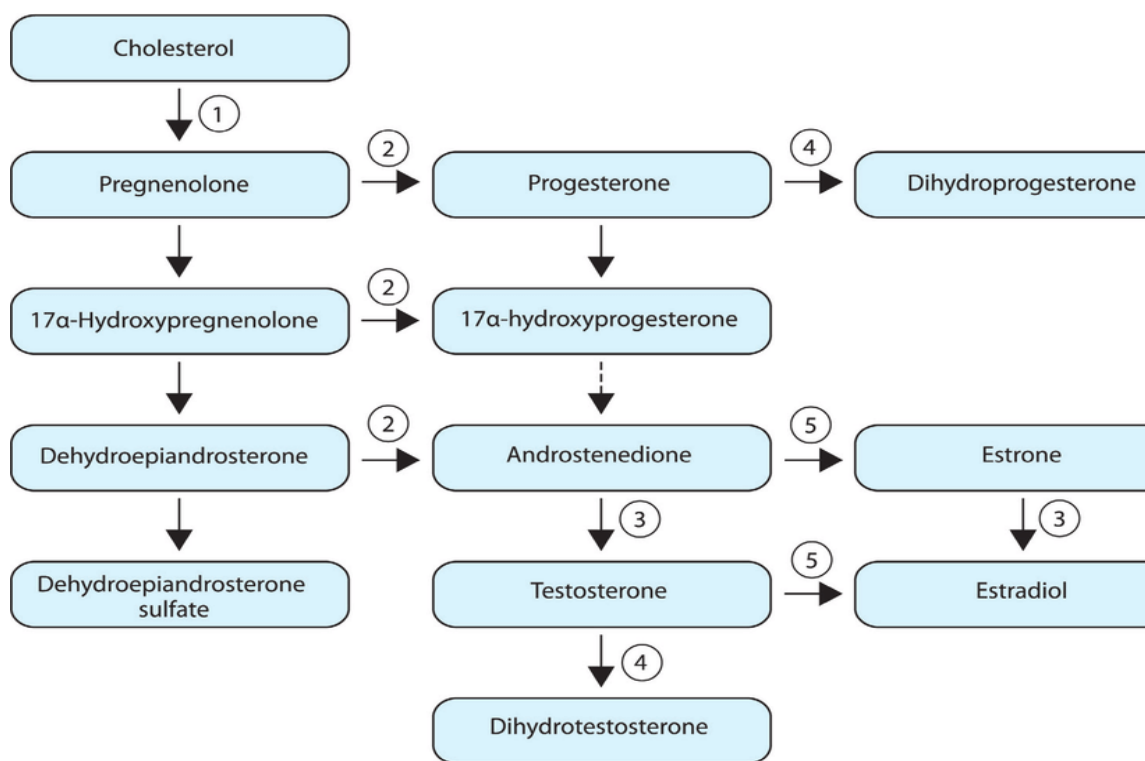 Cholesterol
1
2
4
Pregnenolone
Progesterone
Dihydroprogesterone
2
17α-Hydroxypregnenolone
17α-hydroxyprogesterone
2
5
Dehydroepiandrosterone
Androstenedione
Estrone
3
3
5
Dehydroepiandrosterone
sulfate
Testosterone
Estradiol
4
Dihydrotestosterone